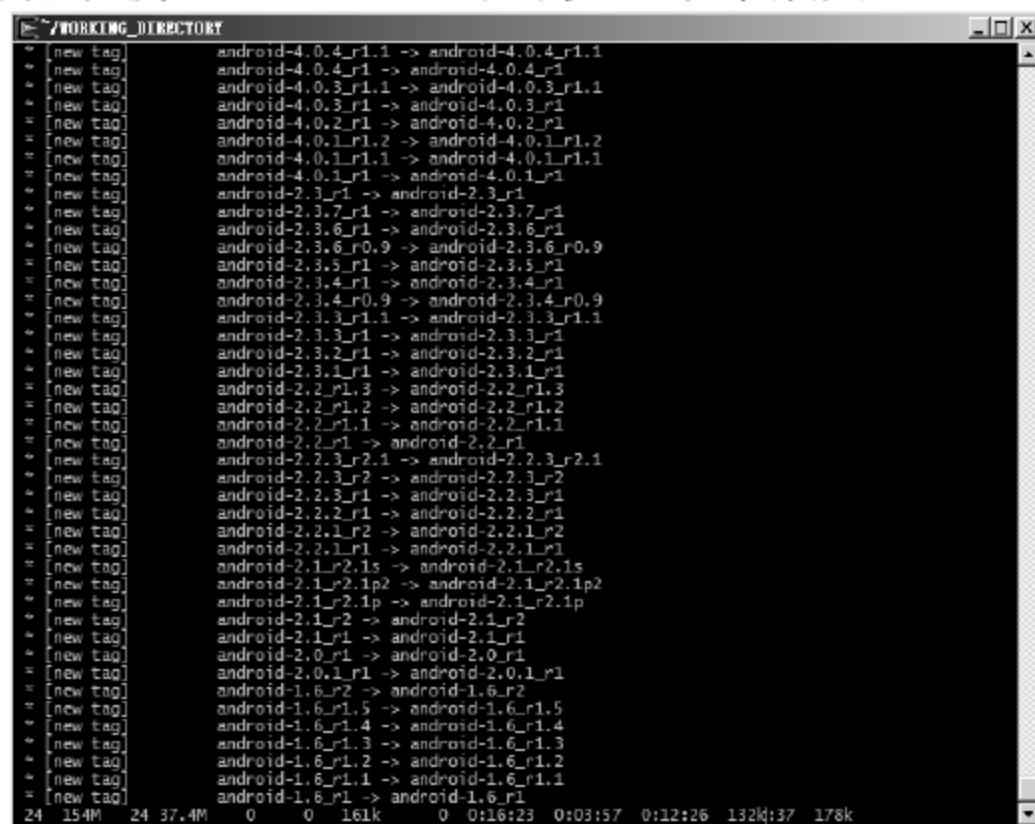 ~/WORKING_DIRECTORY
* [new tag] android-4.0.4_r1.1 -> android-4.0.4_r1.1
* [new tag] android-4.0.4_r1 -> android-4.0.4_r1
* [new tag] android-4.0.3_r1.1 -> android-4.0.3_r1.1
* [new tag] android-4.0.3_r1 -> android-4.0.3_r1
* [new tag] android-4.0.2_r1 -> android-4.0.2_r1
* [new tag] android-4.0.1_r1.2 -> android-4.0.1_r1.2
* [new tag] android-4.0.1_r1.1 -> android-4.0.1_r1.1
* [new tag] android-4.0.1_r1 -> android-4.0.1_r1
* [new tag] android-2.3_r1 -> android-2.3_r1
* [new tag] android-2.3.7_r1 -> android-2.3.7_r1
* [new tag] android-2.3.6_r1 -> android-2.3.6_r1
* [new tag] android-2.3.6_r0.9 -> android-2.3.6_r0.9
* [new tag] android-2.3.5_r1 -> android-2.3.5_r1
* [new tag] android-2.3.4_r1 -> android-2.3.4_r1
* [new tag] android-2.3.4_r0.9 -> android-2.3.4_r0.9
* [new tag] android-2.3.3_r1.1 -> android-2.3.3_r1.1
* [new tag] android-2.3.3_r1 -> android-2.3.3_r1
* [new tag] android-2.3.2_r1 -> android-2.3.2_r1
* [new tag] android-2.3.1_r1 -> android-2.3.1_r1
* [new tag] android-2.2_r1.3 -> android-2.2_r1.3
* [new tag] android-2.2_r1.2 -> android-2.2_r1.2
* [new tag] android-2.2_r1.1 -> android-2.2_r1.1
* [new tag] android-2.2_r1 -> android-2.2_r1
* [new tag] android-2.2.3_r2.1 -> android-2.2.3_r2.1
* [new tag] android-2.2.3_r2 -> android-2.2.3_r2
* [new tag] android-2.2.3_r1 -> android-2.2.3_r1
* [new tag] android-2.2.2_r1 -> android-2.2.2_r1
* [new tag] android-2.2.1_r2 -> android-2.2.1_r2
* [new tag] android-2.2.1_r1 -> android-2.2.1_r1
* [new tag] android-2.1_r2.1s -> android-2.1_r2.1s
* [new tag] android-2.1_r2.1p2 -> android-2.1_r2.1p2
* [new tag] android-2.1_r2.1p -> android-2.1_r2.1p
* [new tag] android-2.1_r2 -> android-2.1_r2
* [new tag] android-2.1_r1 -> android-2.1_r1
* [new tag] android-2.0_r1 -> android-2.0_r1
* [new tag] android-2.0.1_r1 -> android-2.0.1_r1
* [new tag] android-1.6_r2 -> android-1.6_r2
* [new tag] android-1.6_r1.5 -> android-1.6_r1.5
* [new tag] android-1.6_r1.4 -> android-1.6_r1.4
* [new tag] android-1.6_r1.3 -> android-1.6_r1.3
* [new tag] android-1.6_r1.2 -> android-1.6_r1.2
* [new tag] android-1.6_r1.1 -> android-1.6_r1.1
* [new tag] android-1.6_r1 -> android-1.6_r1
24 154M 24 37.4M 0 0 161k 0 0:16:23 0:03:57 0:12:26 132k:37 178k